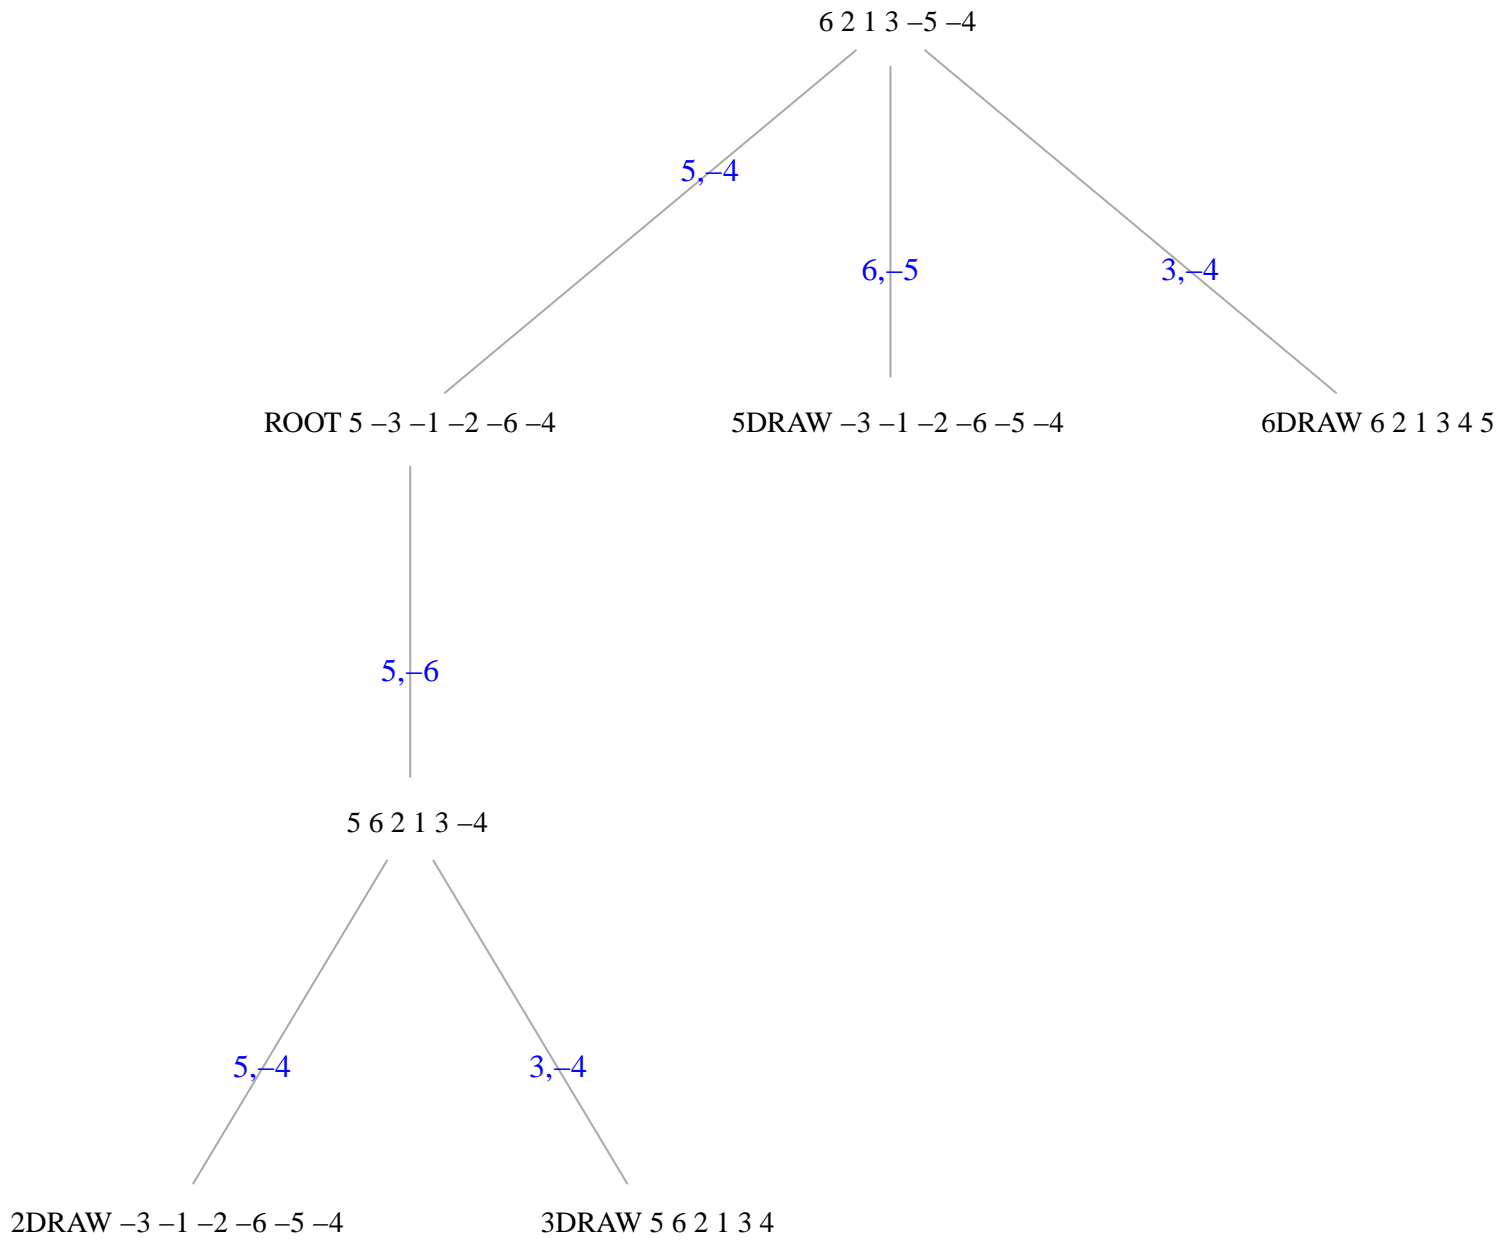 6 2 1 3 –5 –4
5,–4
6,–5
3,–4
ROOT 5 –3 –1 –2 –6 –4
5DRAW –3 –1 –2 –6 –5 –4
6DRAW 6 2 1 3 4 5
5,–6
5 6 2 1 3 –4
5,–4
3,–4
2DRAW –3 –1 –2 –6 –5 –4
3DRAW 5 6 2 1 3 4